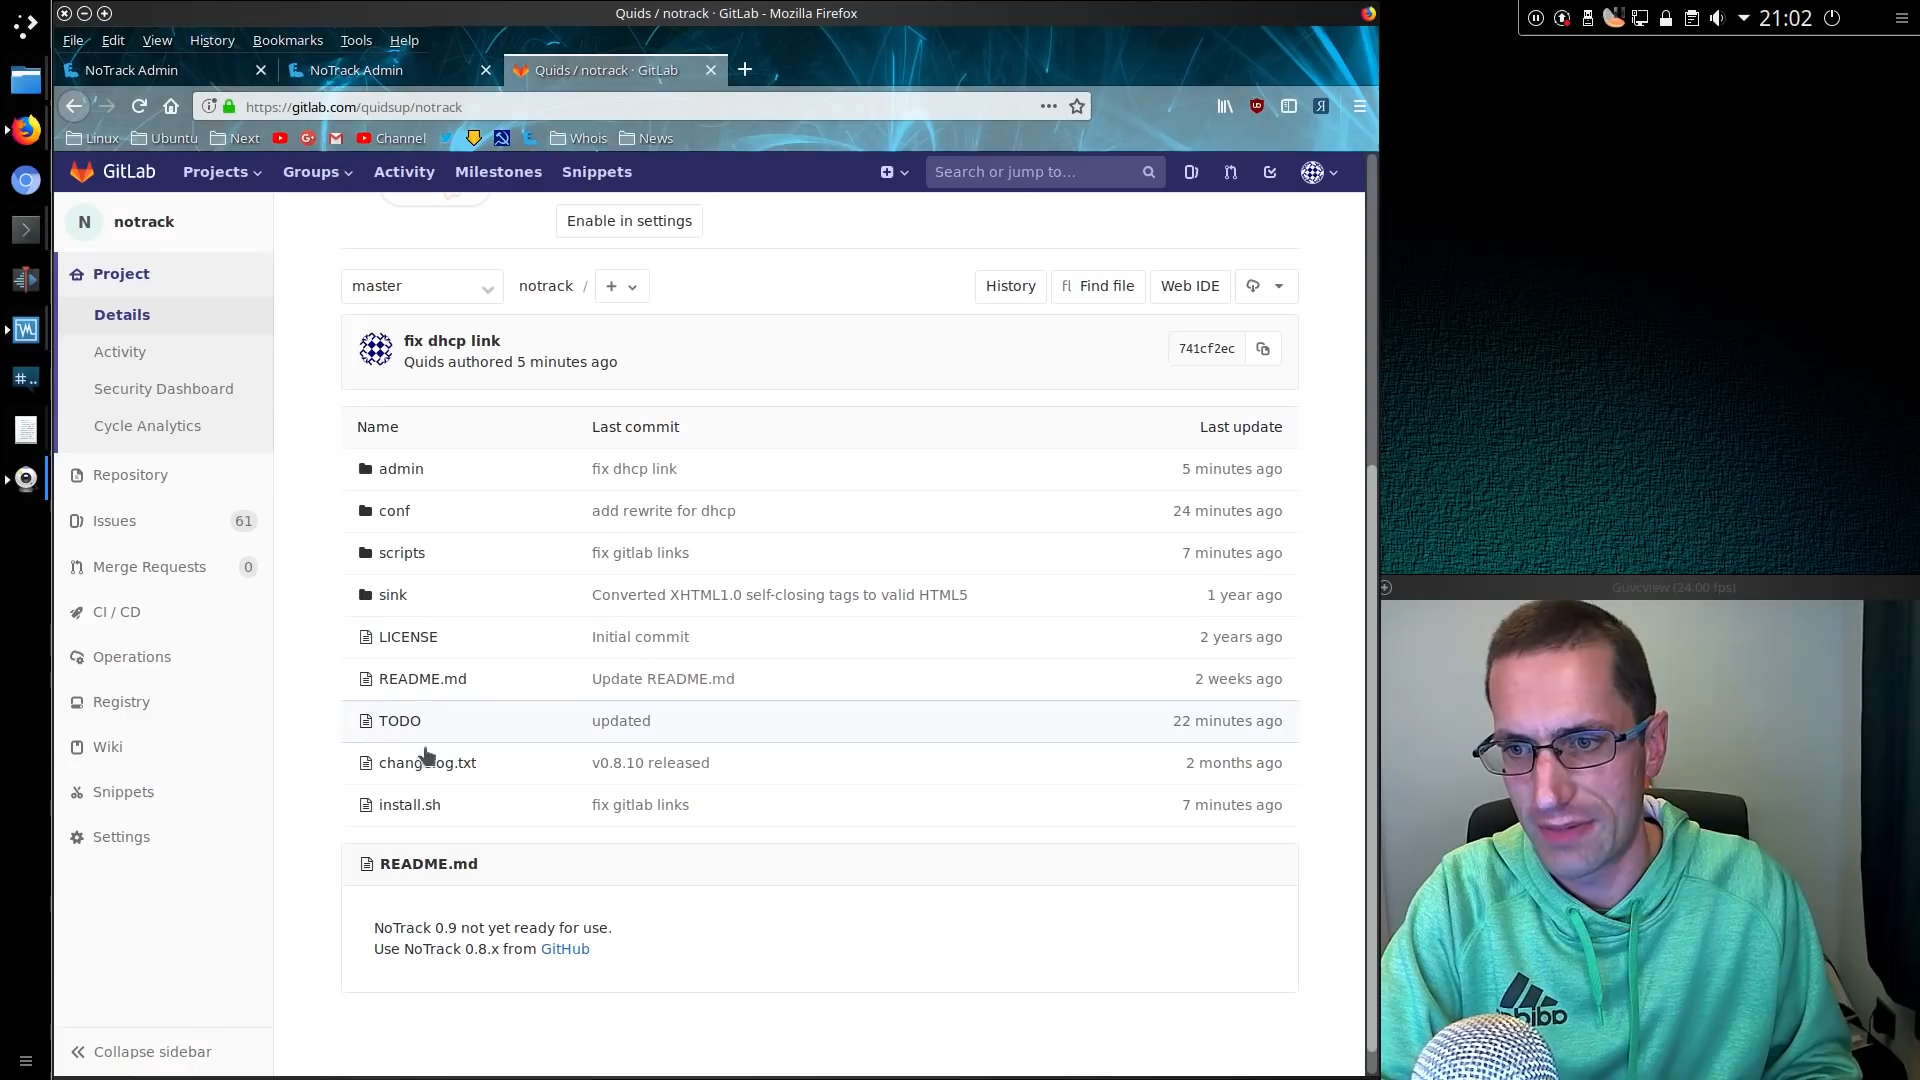 Quids / notrack · GitLab - Mozilla Firefox
21:02
File Edit View History Bookmarks Tools Help
NoTrack Admin
NoTrack Admin
Quids / notrack · GitLab
https://gitlab.com/quidsup/notrack
Linux Ubuntu Next Channel Whois News
GitLab Projects Groups Activity Milestones Snippets Search or jump to...
N notrack
Enable in settings
Project
Details
Activity
Security Dashboard
Cycle Analytics
Repository
Issues 61
Merge Requests 0
CI / CD
Operations
Registry
Wiki
Snippets
Settings
Collapse sidebar
master notrack / + History Find file Web IDE
fix dhcp link
Quids authored 5 minutes ago
741cf2ec
Name Last commit Last update
admin fix dhcp link 5 minutes ago
conf add rewrite for dhcp 24 minutes ago
scripts fix gitlab links 7 minutes ago
sink Converted XHTML1.0 self-closing tags to valid HTML5 1 year ago
LICENSE Initial commit 2 years ago
README.md Update README.md 2 weeks ago
TODO updated 22 minutes ago
changelog.txt v0.8.10 released 2 months ago
install.sh fix gitlab links 7 minutes ago
README.md
NoTrack 0.9 not yet ready for use.
Use NoTrack 0.8.x from GitHub
Guvcview (24.00 fps)